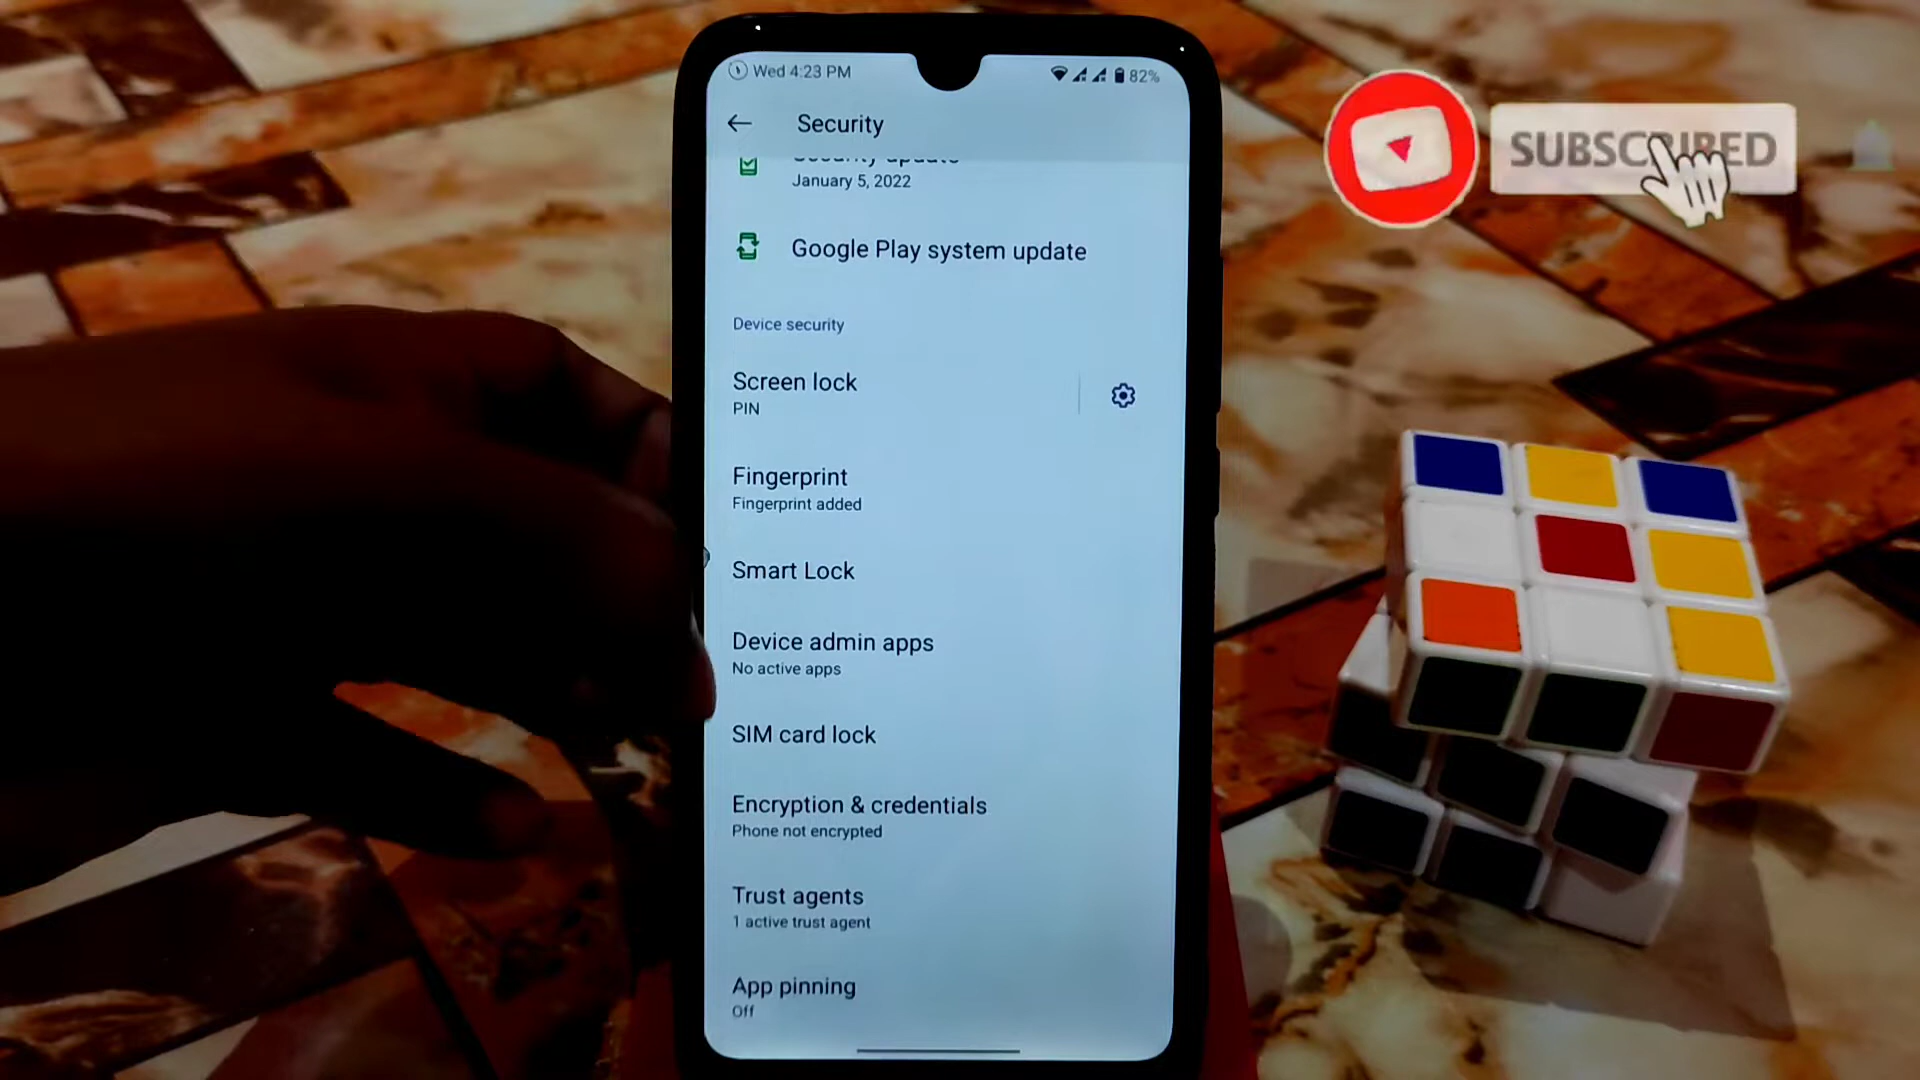 Wed 4:23 PM
82%
Security
Security update
January 5, 2022
Google Play system update
Device security
Screen lock
PIN
Fingerprint
Fingerprint added
Smart Lock
Device admin apps
No active apps
SIM card lock
Encryption & credentials
Phone not encrypted
Trust agents
1 active trust agent
App pinning
Off
SUBSCRIBED